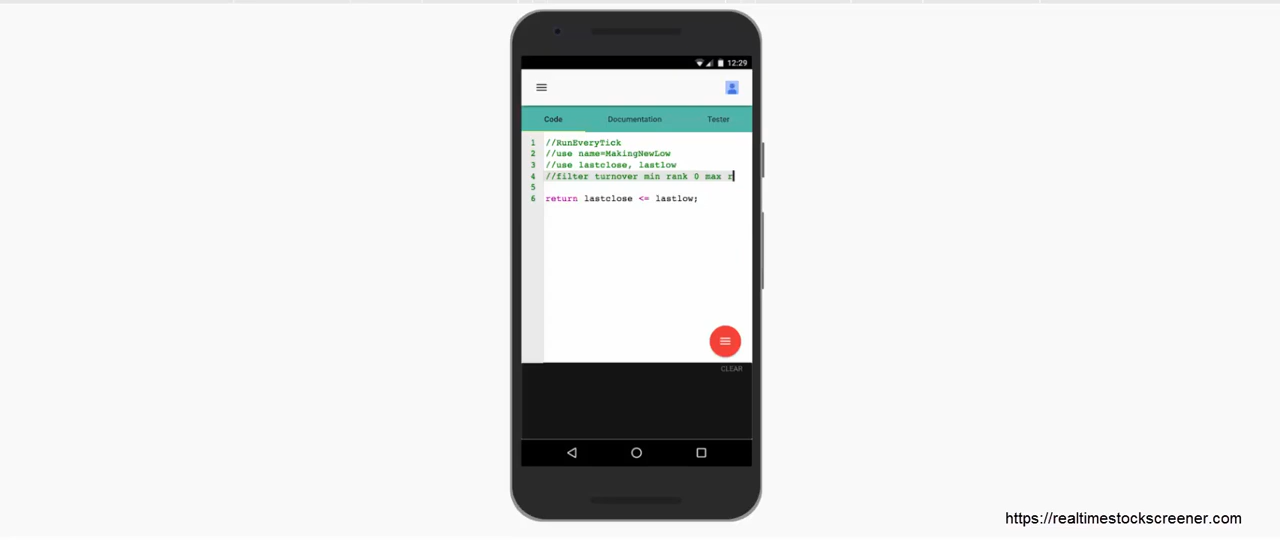 12:29
Code Documentation Tester
1 //RunEveryTick
2 //use name=MakingNewLow
3 //use lastclose, lastlow
4 //filter turnover min rank 0 max r
5
6 return lastclose <= lastlow;
CLEAR
https://realtimestockscreener.com